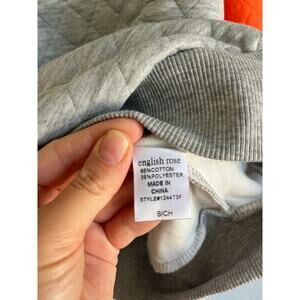 english rose
65%COTTON
35%POLYESTER
MADE IN
CHINA
STYLE#1244T3F
S/CH